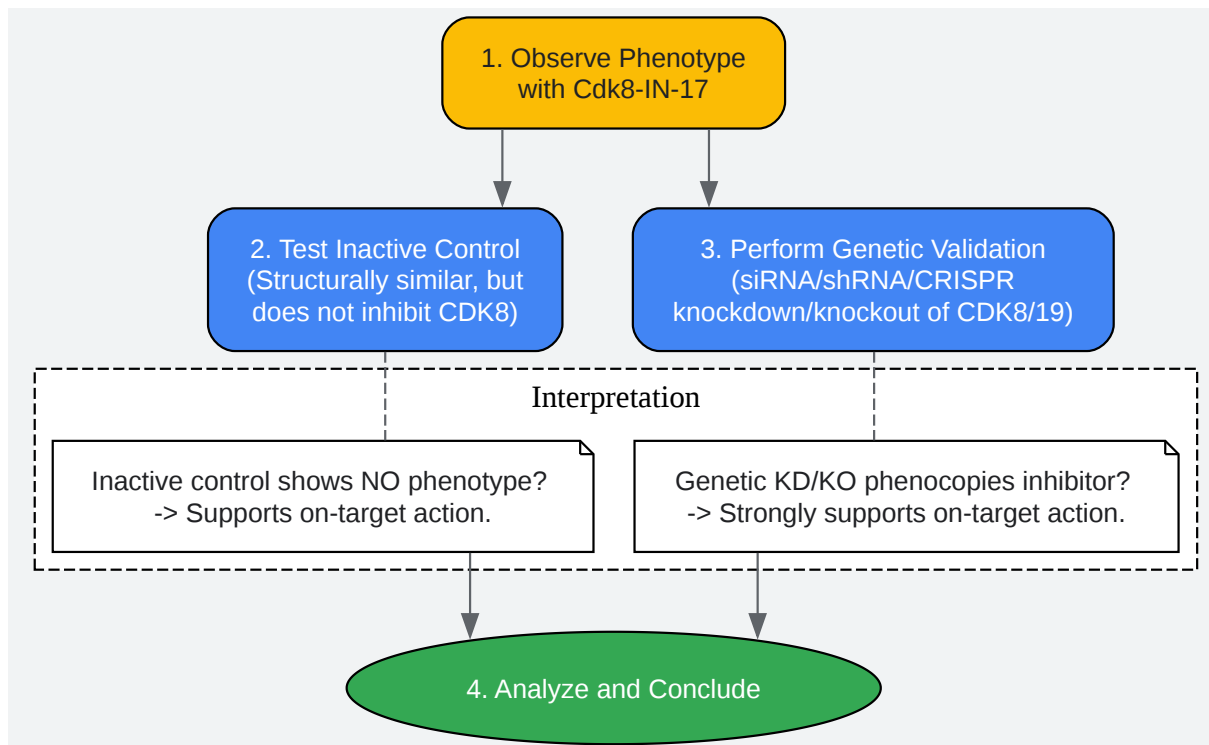 1. Observe Phenotype
with Cdk8-IN-17
2. Test Inactive Control
(Structurally similar, but
does not inhibit CDK8)
3. Perform Genetic Validation
(siRNA/shRNA/CRISPR
knockdown/knockout of CDK8/19)
Interpretation
Inactive control shows NO phenotype?
-> Supports on-target action.
Genetic KD/KO phenocopies inhibitor?
-> Strongly supports on-target action.
4. Analyze and Conclude